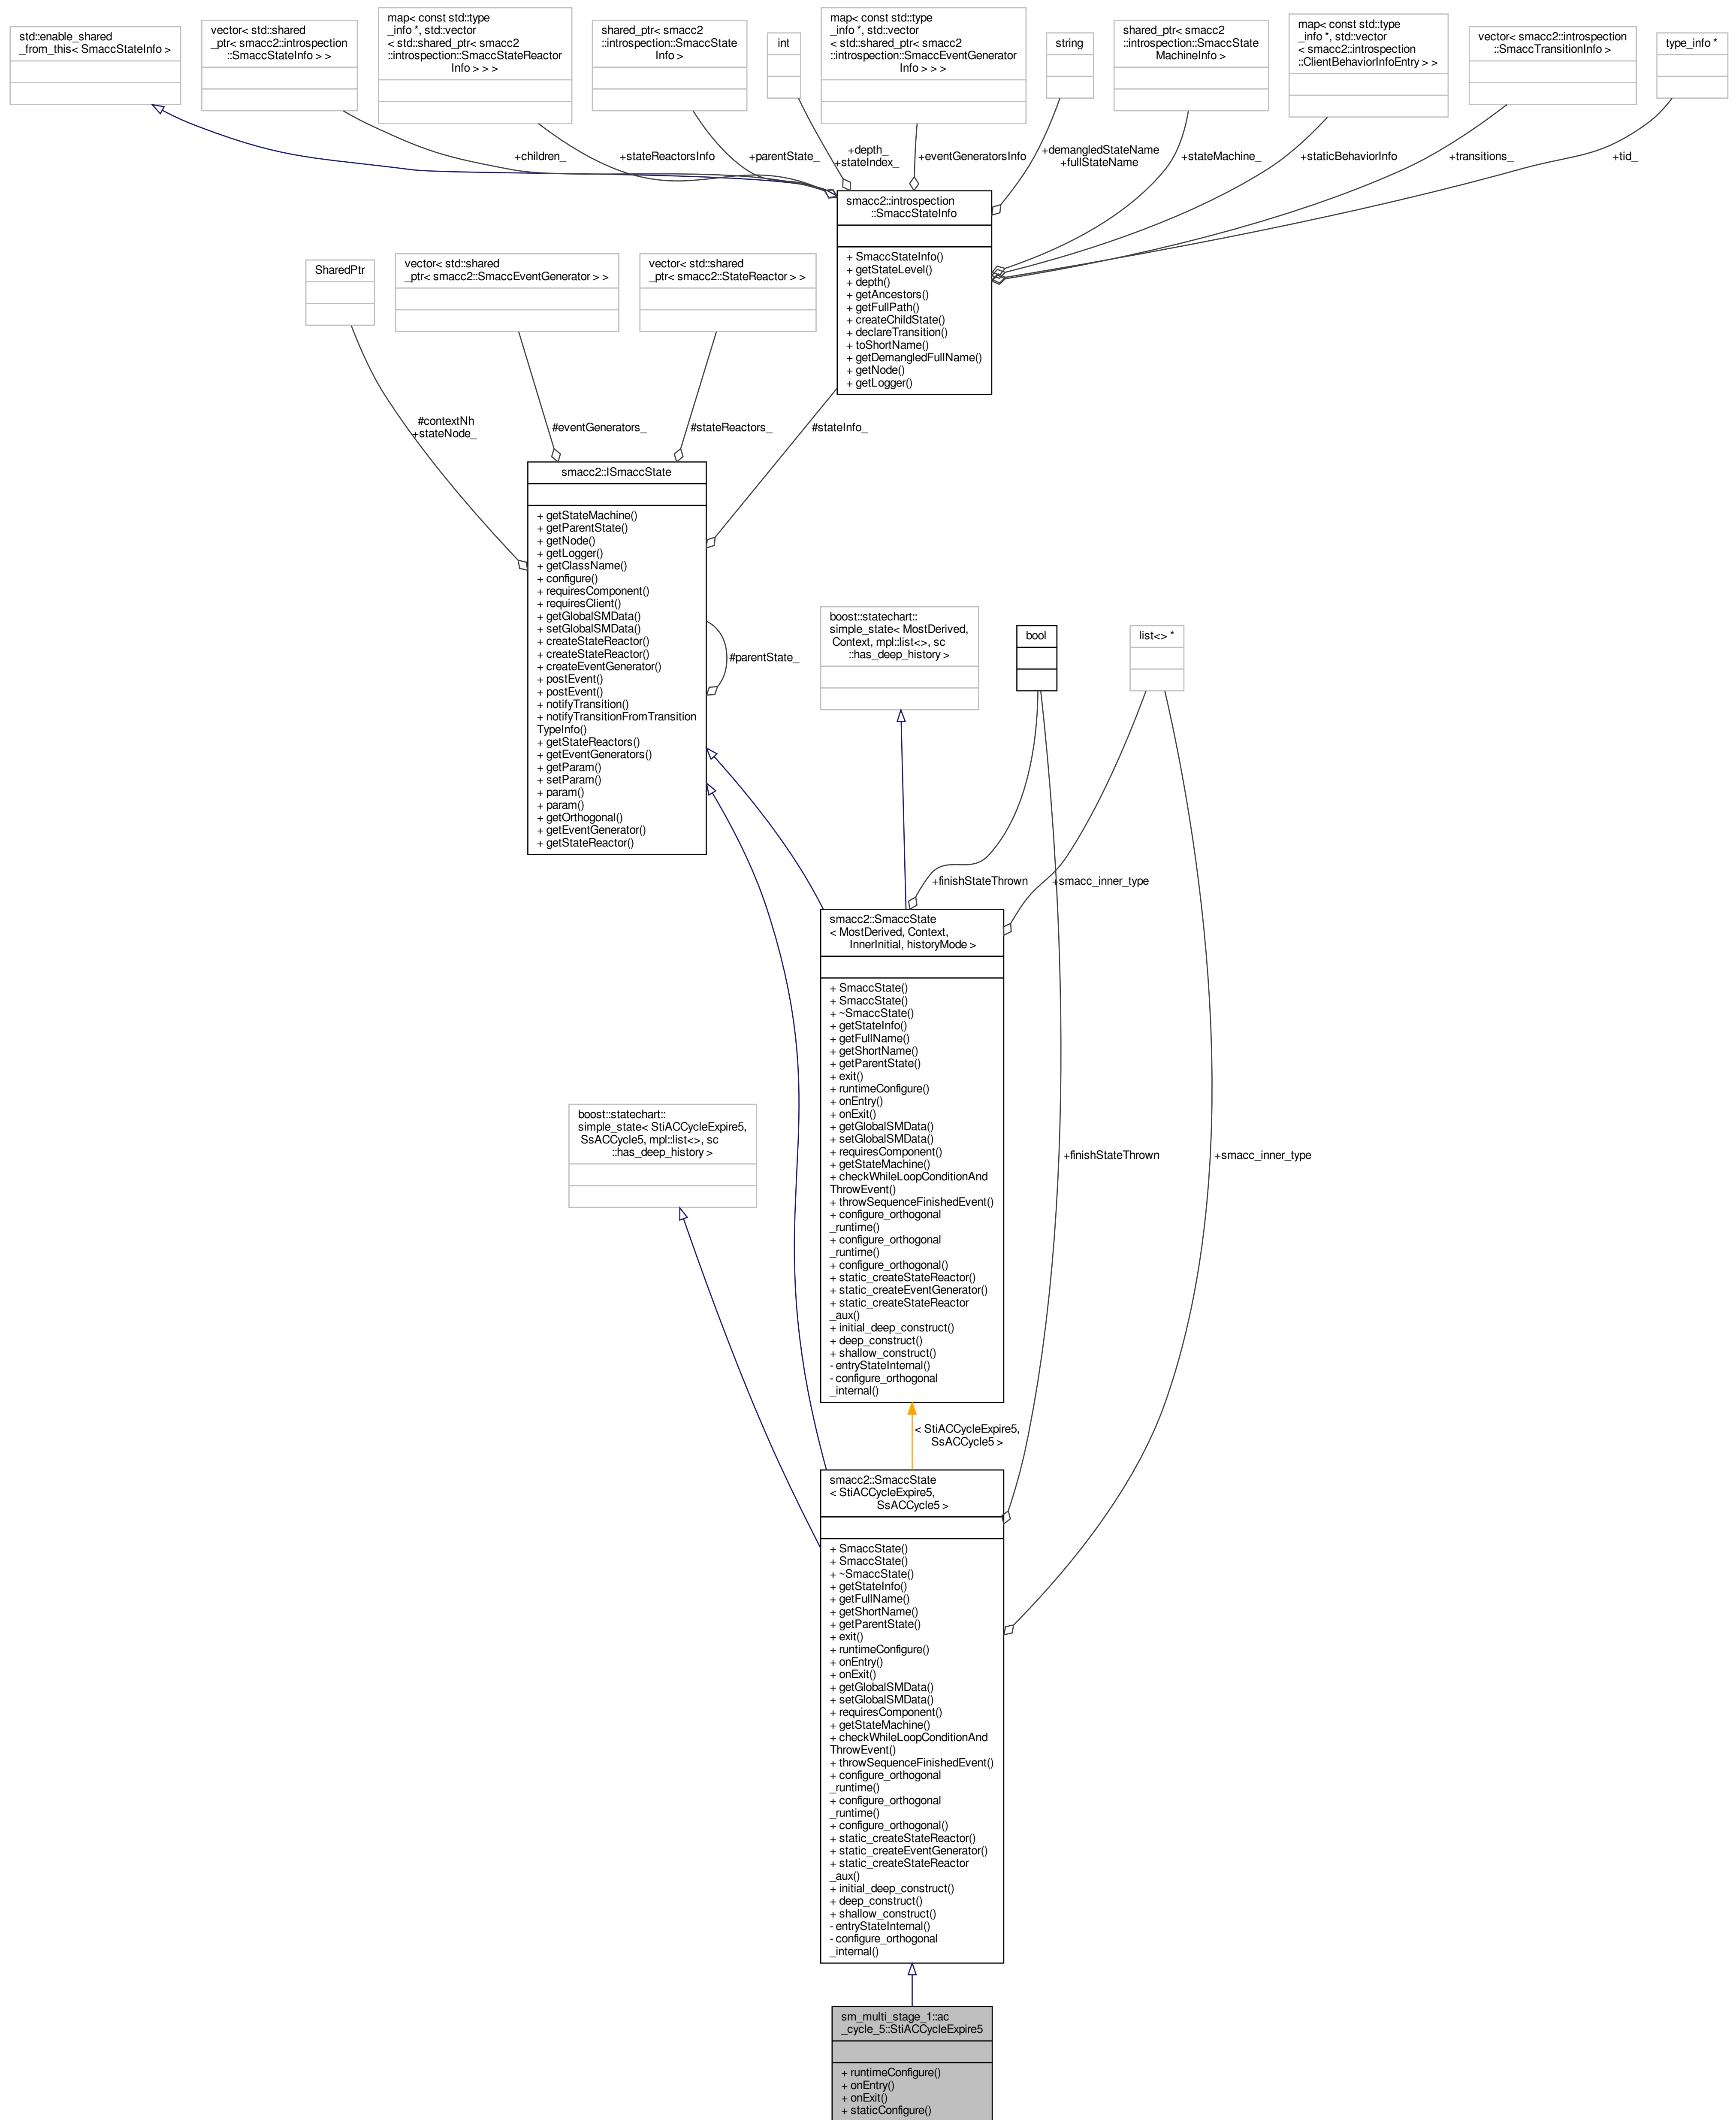 std::enable_shared
_from_this< SmaccStateInfo >
vector< std::shared
_ptr< smacc2::introspection
::SmaccStateInfo > >
map< const std::type
_info *, std::vector
< std::shared_ptr< smacc2
::introspection::SmaccStateReactor
Info > > >
shared_ptr< smacc2
::introspection::SmaccState
Info >
int
map< const std::type
_info *, std::vector
< std::shared_ptr< smacc2
::introspection::SmaccEventGenerator
Info > > >
string
shared_ptr< smacc2
::introspection::SmaccState
MachineInfo >
map< const std::type
_info *, std::vector
< smacc2::introspection
::ClientBehaviorInfoEntry > >
vector< smacc2::introspection
::SmaccTransitionInfo >
type_info *
+children_
+stateReactorsInfo
+parentState_
+depth_
+stateIndex_
+eventGeneratorsInfo
+demangledStateName
+fullStateName
+stateMachine_
+staticBehaviorInfo
+transitions_
+tid_
smacc2::introspection
::SmaccStateInfo
+ SmaccStateInfo()
+ getStateLevel()
+ depth()
+ getAncestors()
+ getFullPath()
+ createChildState()
+ declareTransition()
+ toShortName()
+ getDemangledFullName()
+ getNode()
+ getLogger()
SharedPtr
vector< std::shared
_ptr< smacc2::SmaccEventGenerator > >
vector< std::shared
_ptr< smacc2::StateReactor > >
#contextNh
+stateNode_
#eventGenerators_
#stateReactors_
#stateInfo_
smacc2::ISmaccState
+ getStateMachine()
+ getParentState()
+ getNode()
+ getLogger()
+ getClassName()
+ configure()
+ requiresComponent()
+ requiresClient()
+ getGlobalSMData()
+ setGlobalSMData()
+ createStateReactor()
+ createStateReactor()
+ createEventGenerator()
+ postEvent()
+ postEvent()
+ notifyTransition()
+ notifyTransitionFromTransition
TypeInfo()
+ getStateReactors()
+ getEventGenerators()
+ getParam()
+ setParam()
+ param()
+ param()
+ getOrthogonal()
+ getEventGenerator()
+ getStateReactor()
#parentState_
boost::statechart::
simple_state< MostDerived,
Context, mpl::list<>, sc
::has_deep_history >
bool
list<> *
+finishStateThrown
+smacc_inner_type
smacc2::SmaccState
< MostDerived, Context,
InnerInitial, historyMode >
+ SmaccState()
+ SmaccState()
+ ~SmaccState()
+ getStateInfo()
+ getFullName()
+ getShortName()
+ getParentState()
+ exit()
+ runtimeConfigure()
+ onEntry()
+ onExit()
+ getGlobalSMData()
+ setGlobalSMData()
+ requiresComponent()
+ getStateMachine()
+ checkWhileLoopConditionAnd
ThrowEvent()
+ throwSequenceFinishedEvent()
+ configure_orthogonal
_runtime()
+ configure_orthogonal
_runtime()
+ configure_orthogonal()
+ static_createStateReactor()
+ static_createEventGenerator()
+ static_createStateReactor
_aux()
+ initial_deep_construct()
+ deep_construct()
+ shallow_construct()
- entryStateInternal()
- configure_orthogonal
_internal()
boost::statechart::
simple_state< StiACCycleExpire5,
SsACCycle5, mpl::list<>, sc
::has_deep_history >
+finishStateThrown
+smacc_inner_type
< StiACCycleExpire5,
SsACCycle5 >
smacc2::SmaccState
< StiACCycleExpire5,
SsACCycle5 >
+ SmaccState()
+ SmaccState()
+ ~SmaccState()
+ getStateInfo()
+ getFullName()
+ getShortName()
+ getParentState()
+ exit()
+ runtimeConfigure()
+ onEntry()
+ onExit()
+ getGlobalSMData()
+ setGlobalSMData()
+ requiresComponent()
+ getStateMachine()
+ checkWhileLoopConditionAnd
ThrowEvent()
+ throwSequenceFinishedEvent()
+ configure_orthogonal
_runtime()
+ configure_orthogonal
_runtime()
+ configure_orthogonal()
+ static_createStateReactor()
+ static_createEventGenerator()
+ static_createStateReactor
_aux()
+ initial_deep_construct()
+ deep_construct()
+ shallow_construct()
- entryStateInternal()
- configure_orthogonal
_internal()
sm_multi_stage_1::ac
_cycle_5::StiACCycleExpire5
+ runtimeConfigure()
+ onEntry()
+ onExit()
+ staticConfigure()